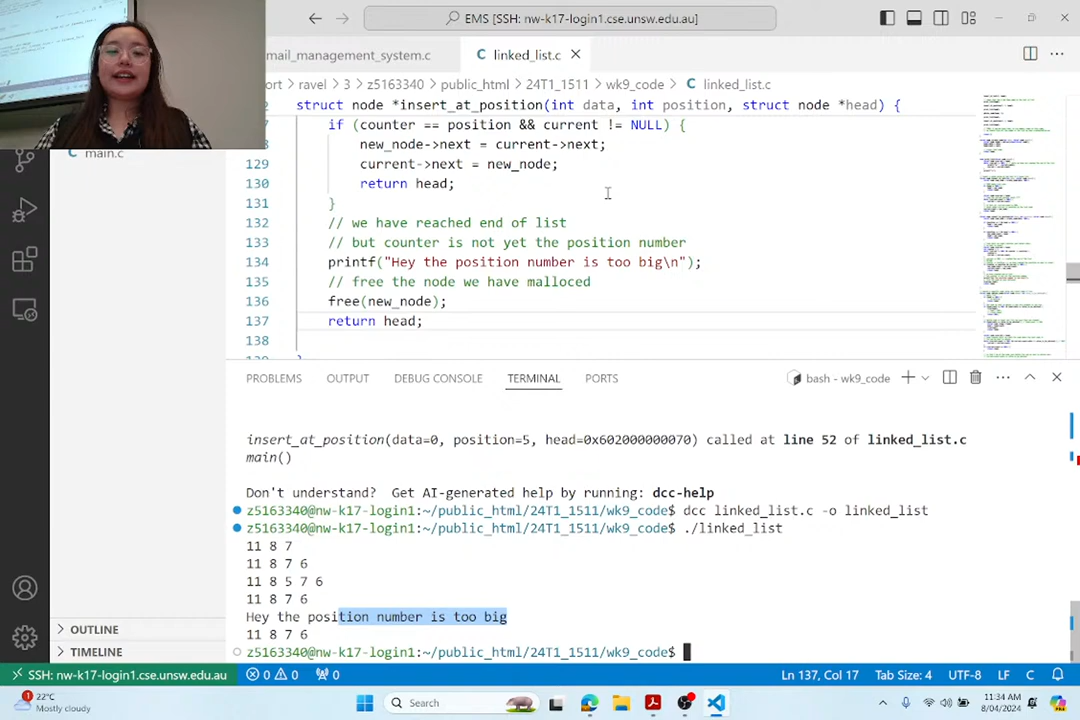 EMS [SSH: nw-k17-login1.cse.unsw.edu.au]
mail_management_system.c
C linked_list.c
ort > ravel > 3 > z5163340 > public_html > 24T1_1511 > wk9_code > C linked_list.c
main.c
struct node *insert_at_position(int data, int position, struct node *head) {
if (counter == position && current != NULL) {
128 new_node->next = current->next;
129 current->next = new_node;
130 return head;
131 }
132 // we have reached end of list
133 // but counter is not yet the position number
134 printf("Hey the position number is too big\n");
135 // free the node we have malloced
136 free(new_node);
137 return head;
138
PROBLEMS OUTPUT DEBUG CONSOLE TERMINAL PORTS
bash - wk9_code
insert_at_position(data=0, position=5, head=0x602000000070) called at line 52 of linked_list.c
main()
Don't understand? Get AI-generated help by running: dcc-help
z5163340@nw-k17-login1:~/public_html/24T1_1511/wk9_code$ dcc linked_list.c -o linked_list
z5163340@nw-k17-login1:~/public_html/24T1_1511/wk9_code$ ./linked_list
11 8 7
11 8 7 6
11 8 5 7 6
11 8 7 6
Hey the position number is too big
11 8 7 6
z5163340@nw-k17-login1:~/public_html/24T1_1511/wk9_code$
OUTLINE
TIMELINE
SSH: nw-k17-login1.cse.unsw.edu.au 0 0 0
Ln 137, Col 17 Tab Size: 4 UTF-8 LF C
22°C
Mostly cloudy
Search
11:34 AM
8/04/2024